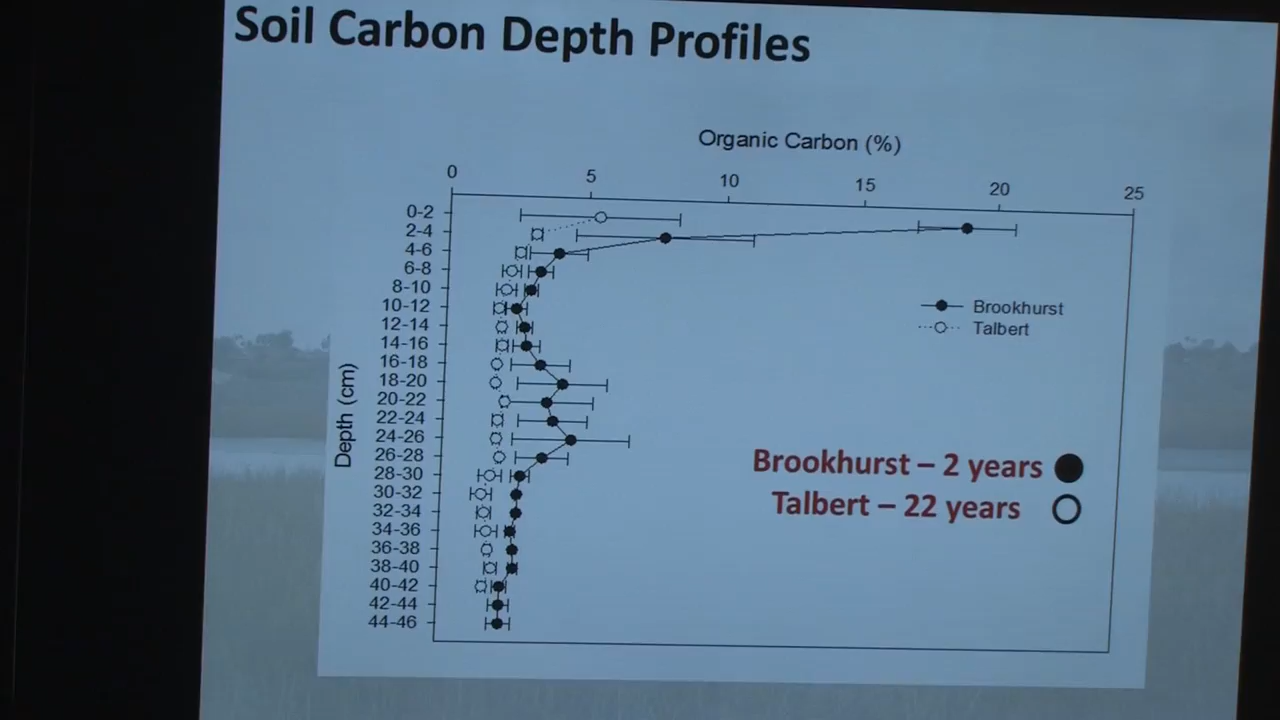 Soil Carbon Depth Profiles
Organic Carbon (%)
0 5 10 15 20 25
0-2
2-4
4-6
6-8
8-10
10-12
12-14
14-16
16-18
18-20
20-22
22-24
24-26
26-28
28-30
30-32
32-34
34-36
36-38
38-40
40-42
42-44
44-46
Depth (cm)
Brookhurst
Talbert
Brookhurst – 2 years
Talbert – 22 years